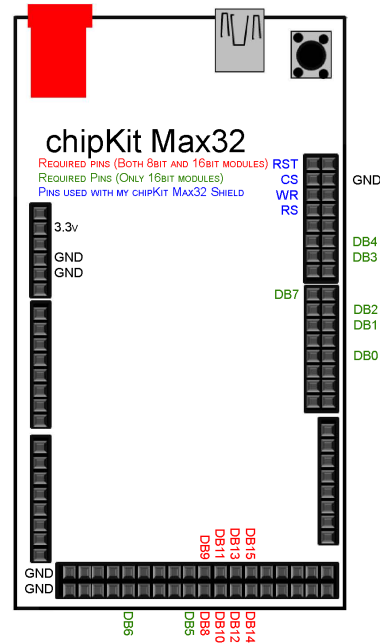 chipKit Max32
Required pins (Both 8bit and 16bit modules)
Required Pins (Only 16bit modules)
Pins used with my chipKit Max32 Shield
RST
CS
GND
WR
RS
3.3v
GND
GND
DB4
DB3
DB7
DB2
DB1
DB0
DB9
DB11
DB13
DB15
GND
GND
DB6
DB5
DB8
DB10
DB12
DB14